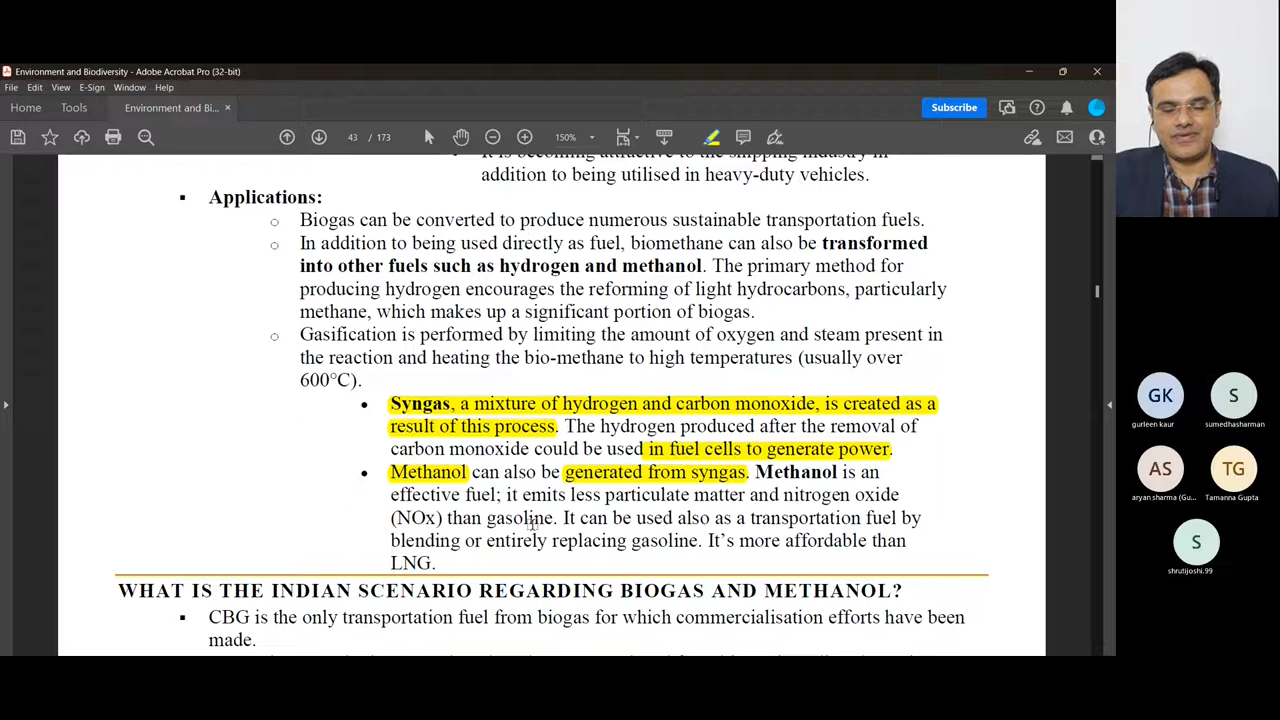 Environment and Biodiversity - Adobe Acrobat Pro (32-bit)
File Edit View E-Sign Window Help
Home Tools Environment and Bi... × Subscribe
43 / 173 150%
It is becoming attractive to the shipping industry in
addition to being utilised in heavy-duty vehicles.
▪ Applications:
○ Biogas can be converted to produce numerous sustainable transportation fuels.
○ In addition to being used directly as fuel, biomethane can also be transformed
into other fuels such as hydrogen and methanol. The primary method for
producing hydrogen encourages the reforming of light hydrocarbons, particularly
methane, which makes up a significant portion of biogas.
○ Gasification is performed by limiting the amount of oxygen and steam present in
the reaction and heating the bio-methane to high temperatures (usually over
600°C).
• Syngas, a mixture of hydrogen and carbon monoxide, is created as a
result of this process. The hydrogen produced after the removal of
carbon monoxide could be used in fuel cells to generate power.
• Methanol can also be generated from syngas. Methanol is an
effective fuel; it emits less particulate matter and nitrogen oxide
(NOx) than gasoline. It can be used also as a transportation fuel by
blending or entirely replacing gasoline. It's more affordable than
LNG.
WHAT IS THE INDIAN SCENARIO REGARDING BIOGAS AND METHANOL?
▪ CBG is the only transportation fuel from biogas for which commercialisation efforts have been
made.
GK
gurleen kaur
S
sumedhasharman
AS
aryan sharma (Gu...
TG
Tamanna Gupta
S
shrutijoshi.99